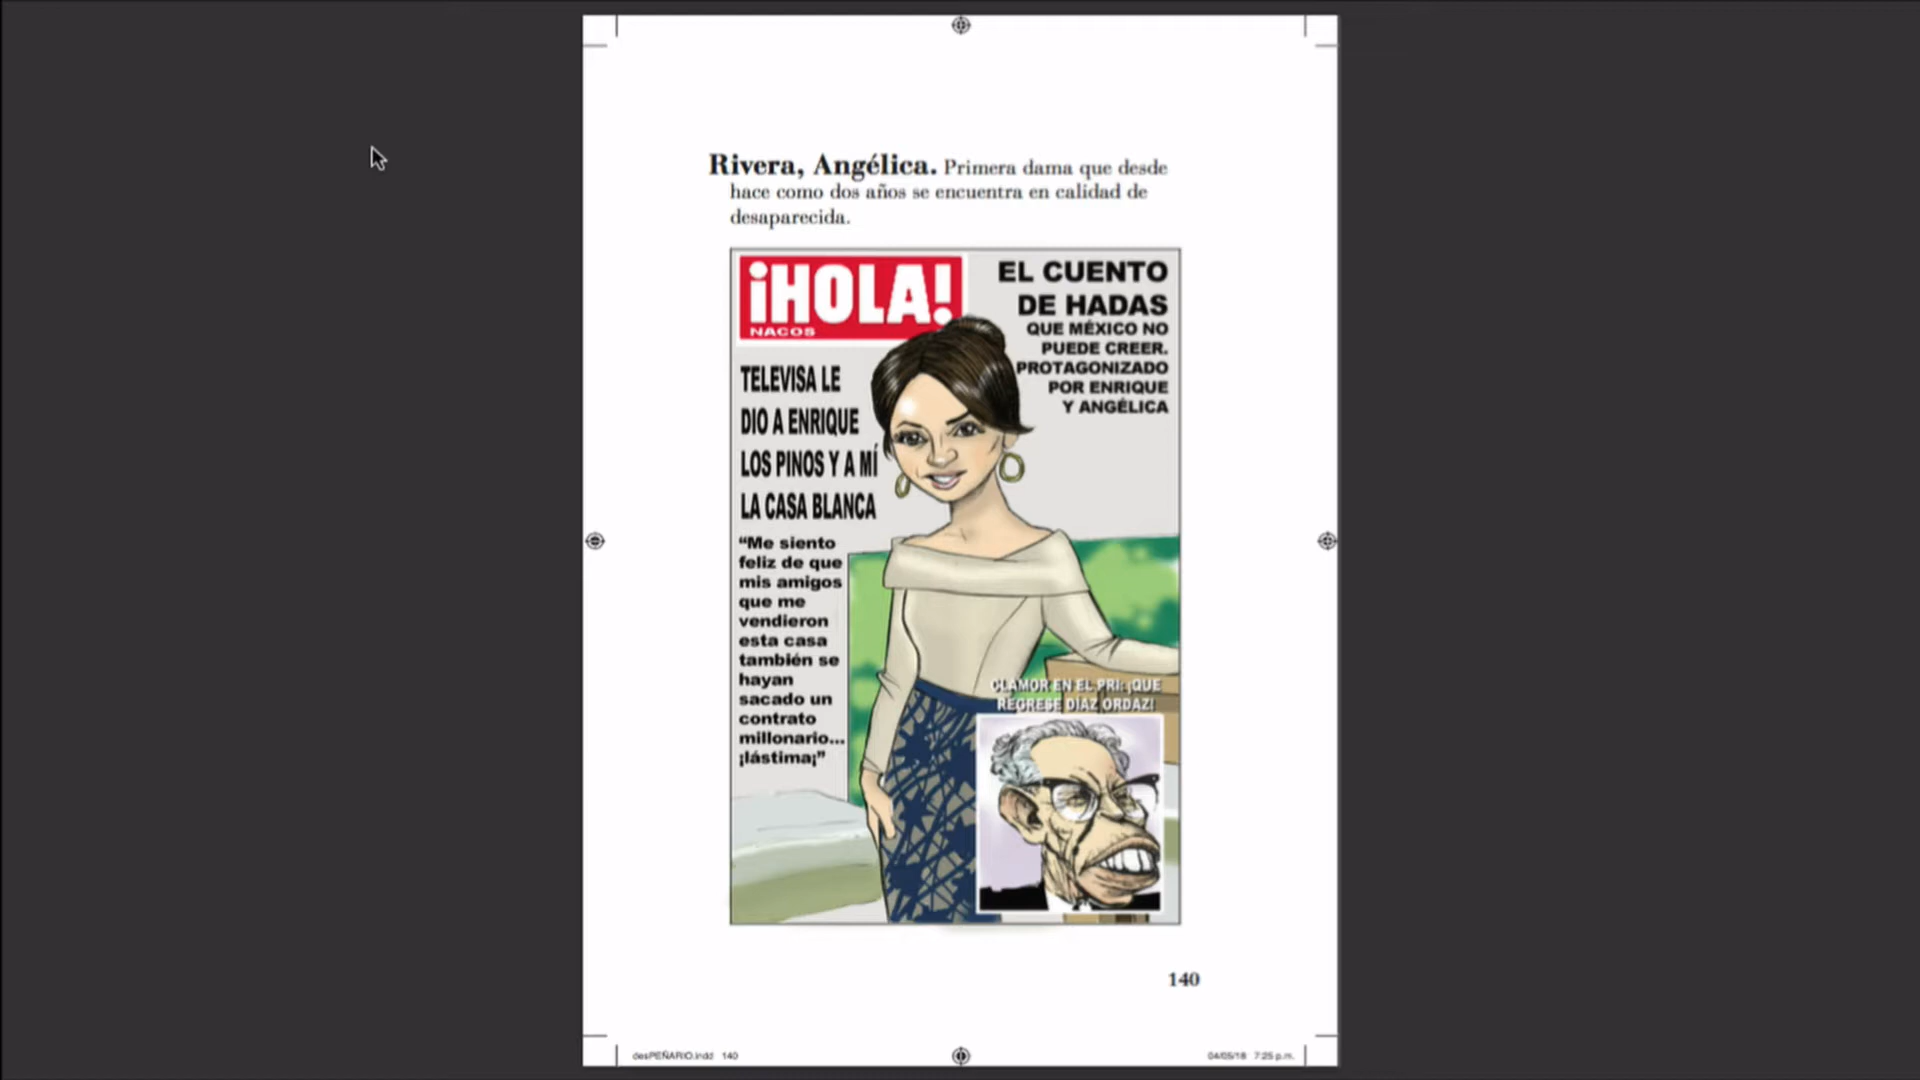 Rivera, Angélica. Primera dama que desde
hace como dos años se encuentra en calidad de
desaparecida.
¡HOLA!
NACOS
EL CUENTO
DE HADAS
QUE MÉXICO NO
PUEDE CREER.
PROTAGONIZADO
POR ENRIQUE
Y ANGÉLICA
TELEVISA LE
DIO A ENRIQUE
LOS PINOS Y A MÍ
LA CASA BLANCA
“Me siento
feliz de que
mis amigos
que me
vendieron
esta casa
también se
hayan
sacado un
contrato
millonario...
¡lástima¡”
CLAMOR EN EL PRI: ¡QUE
REGRESE DÍAZ ORDAZ!
140
desPEÑARIO.indd 140
04/05/18 7:25 p.m.